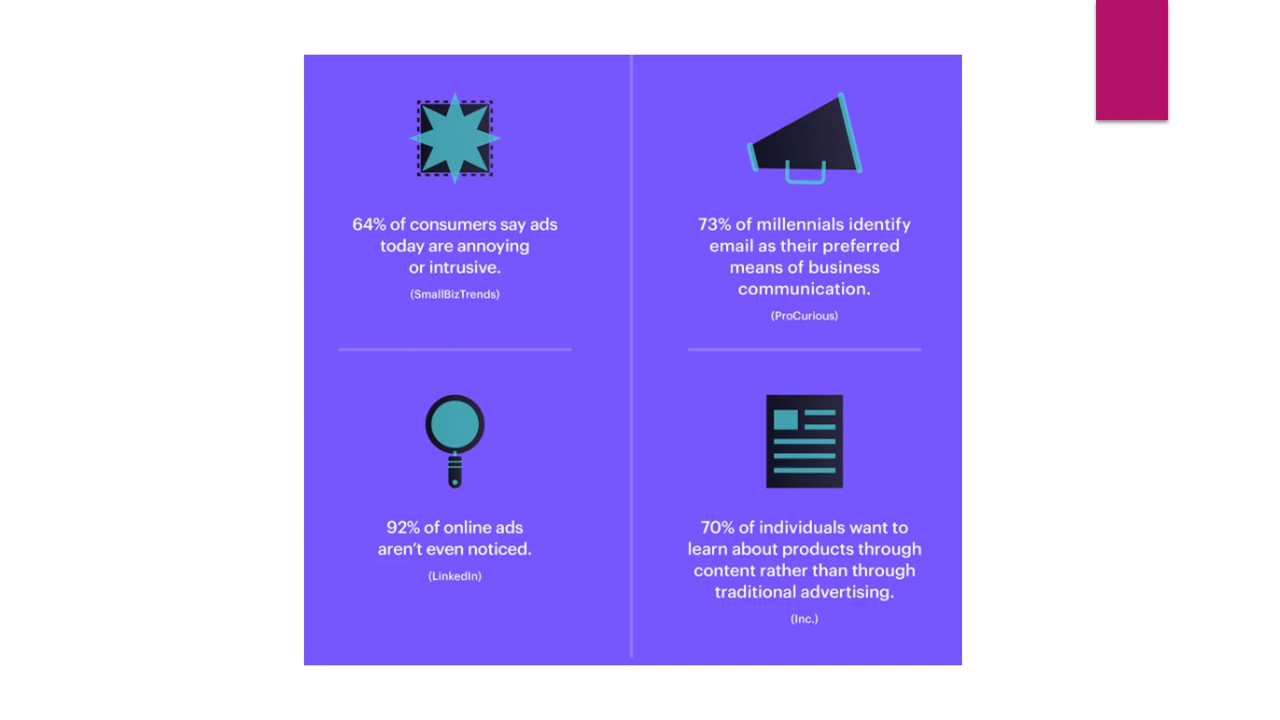 64% of consumers say ads
today are annoying
or intrusive.
(SmallBizTrends)
73% of millennials identify
email as their preferred
means of business
communication.
(ProCurious)
92% of online ads
aren't even noticed.
(LinkedIn)
70% of individuals want to
learn about products through
content rather than through
traditional advertising.
(Inc.)